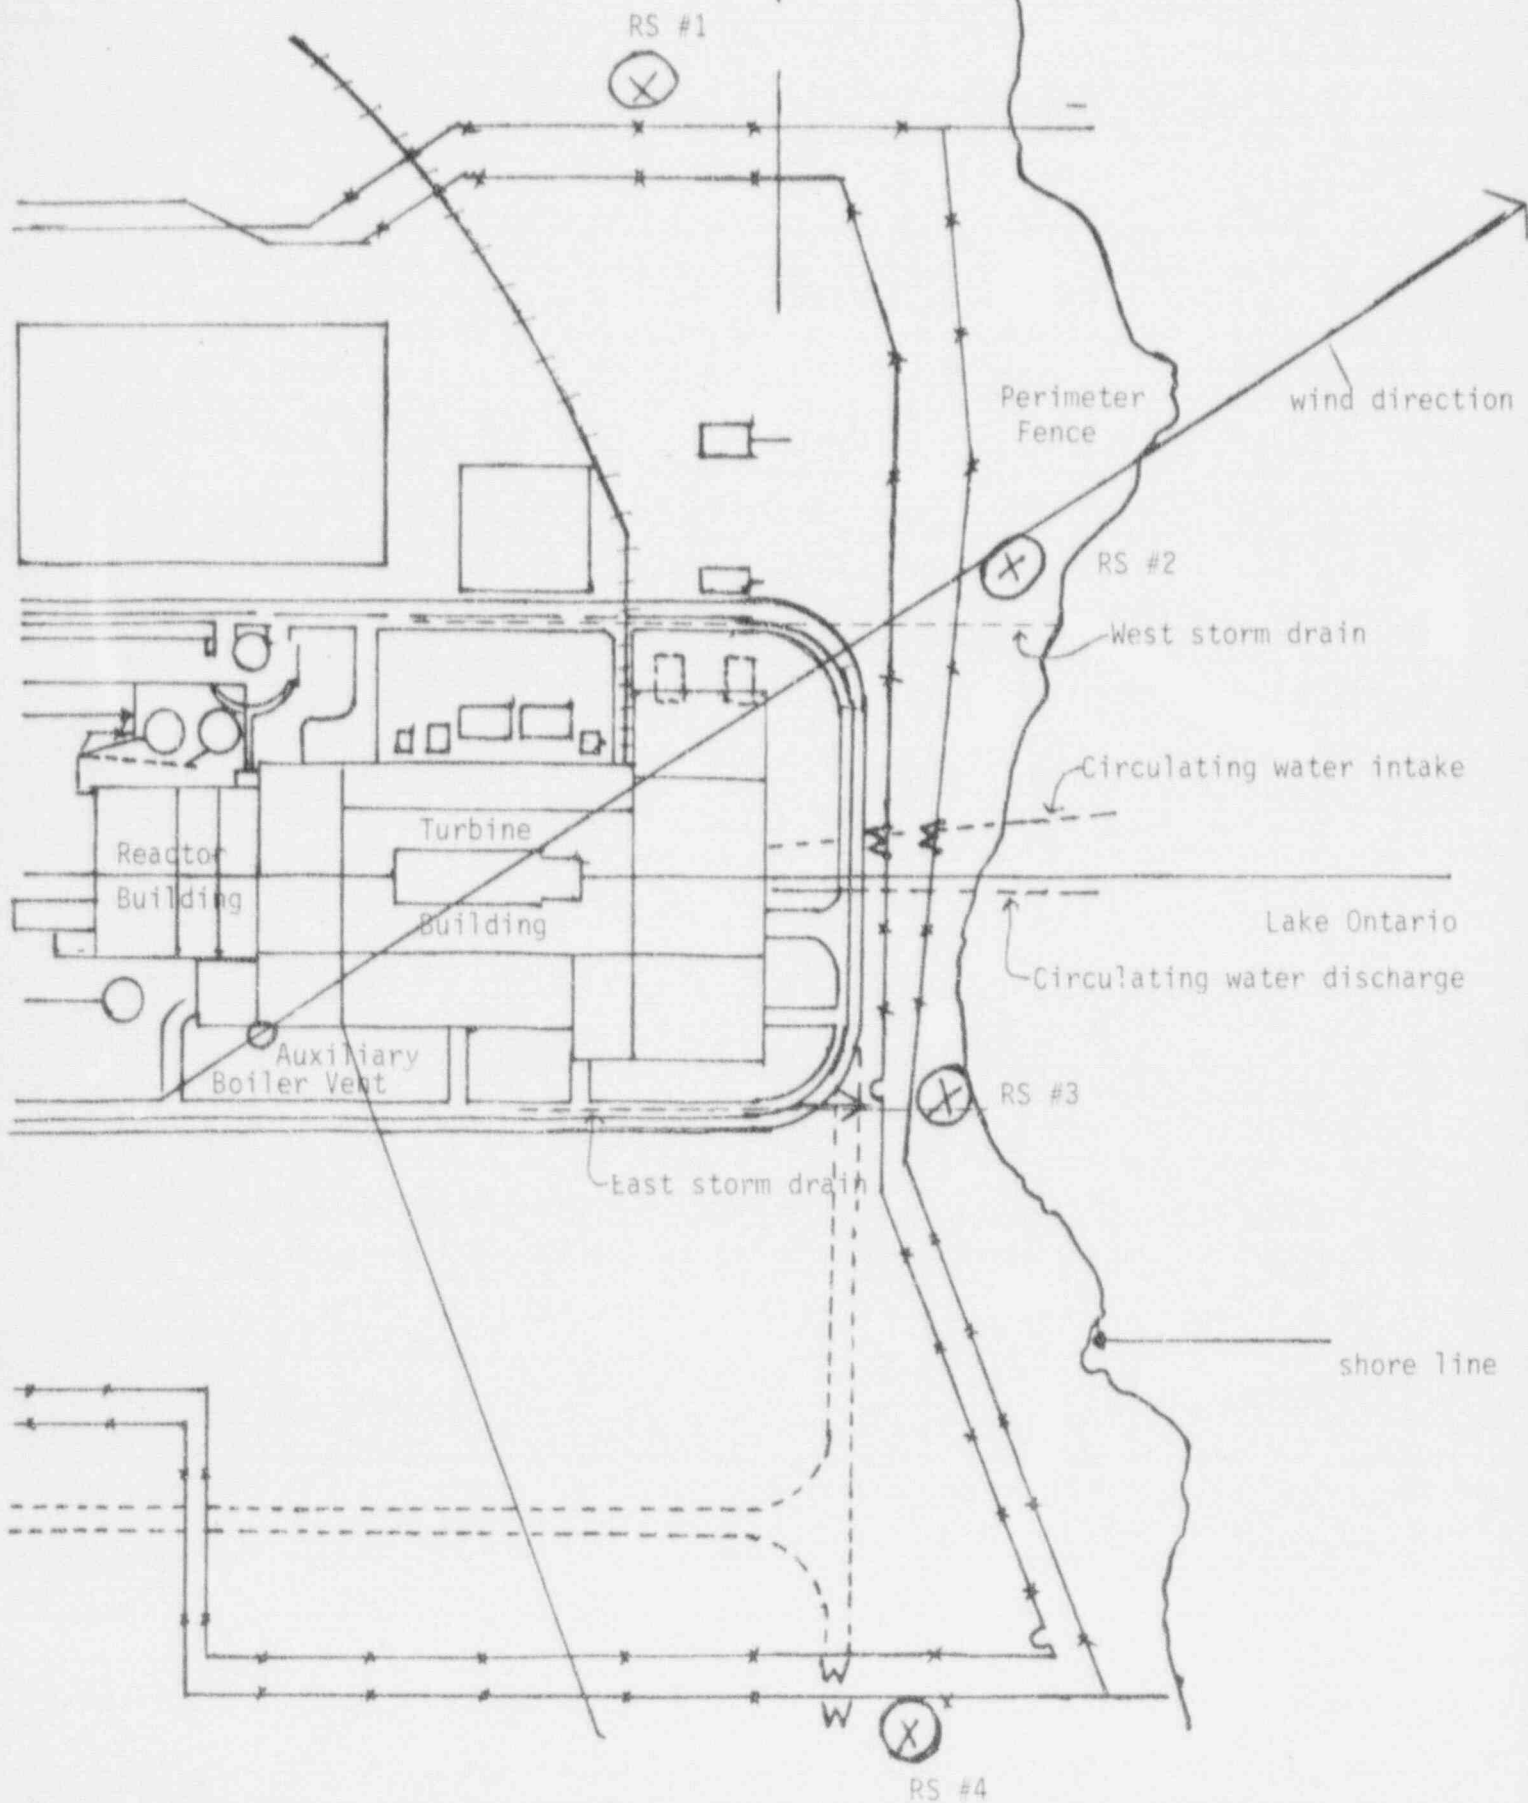 RS #1
Perimeter
Fence
wind direction
RS #2
West storm drain
Circulating water intake
Turbine
Reactor
Building
Building
Lake Ontario
Circulating water discharge
Auxiliary
Boiler Vent
RS #3
East storm drain
shore line
RS #4